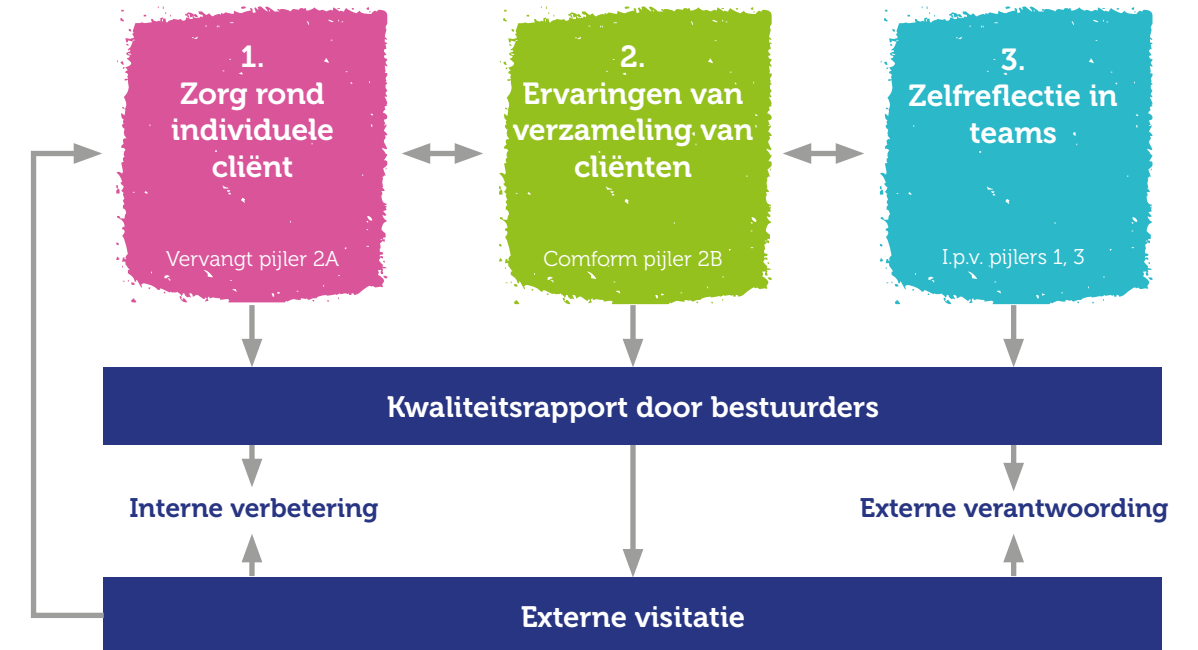 1.
Zorg rond
individuele
cliënt
Vervangt pijler 2A
2.
Ervaringen van
verzameling van
cliënten
Comform pijler 2B
3.
Zelfreflectie in
teams
I.p.v. pijlers 1, 3
Kwaliteitsrapport door bestuurders
Interne verbetering
Externe verantwoording
Externe visitatie